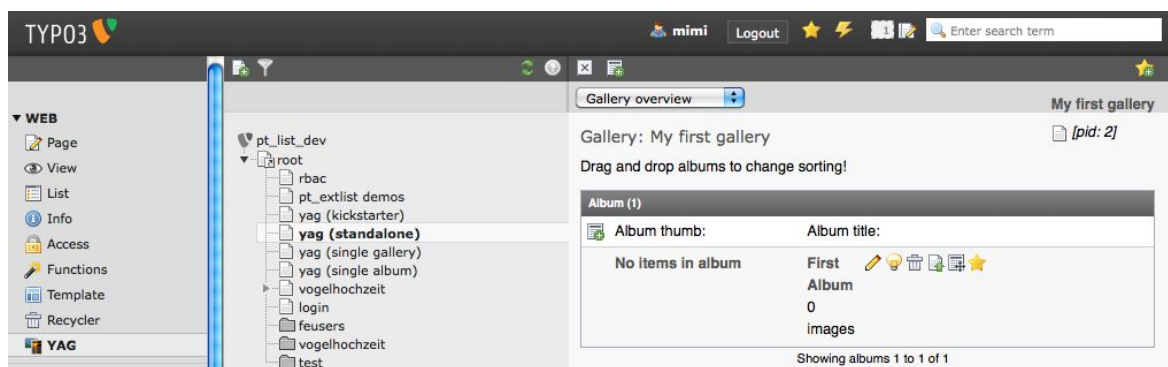 TYPO3
mimi
Logout
1
Enter search term
Gallery overview
My first gallery
[pid: 2]
WEB
Page
View
List
Info
Access
Functions
Template
Recycler
YAG
pt_list_dev
root
rbac
pt_extlist demos
yag (kickstarter)
yag (standalone)
yag (single gallery)
yag (single album)
vogelhochzeit
login
feusers
vogelhochzeit
test
Gallery: My first gallery
Drag and drop albums to change sorting!
Album (1)
Album thumb: Album title:
No items in album
First
Album
0
images
Showing albums 1 to 1 of 1